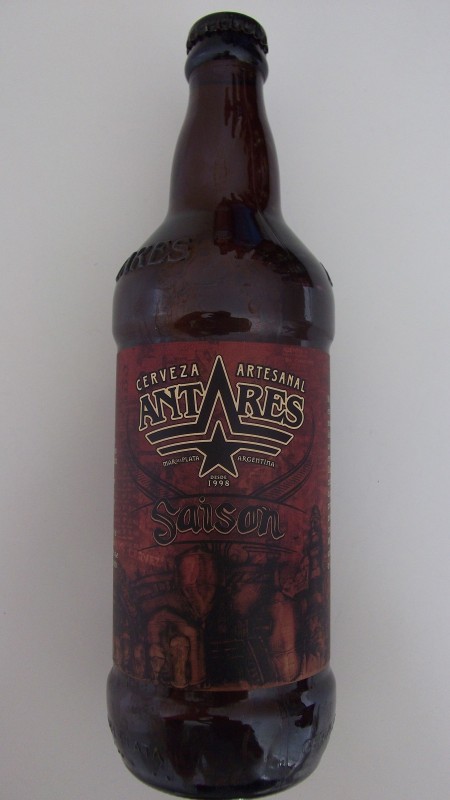 CERVEZA ARTESANAL
ANTARES
MAR DEL PLATA ARGENTINA
DESDE
1998
Saison